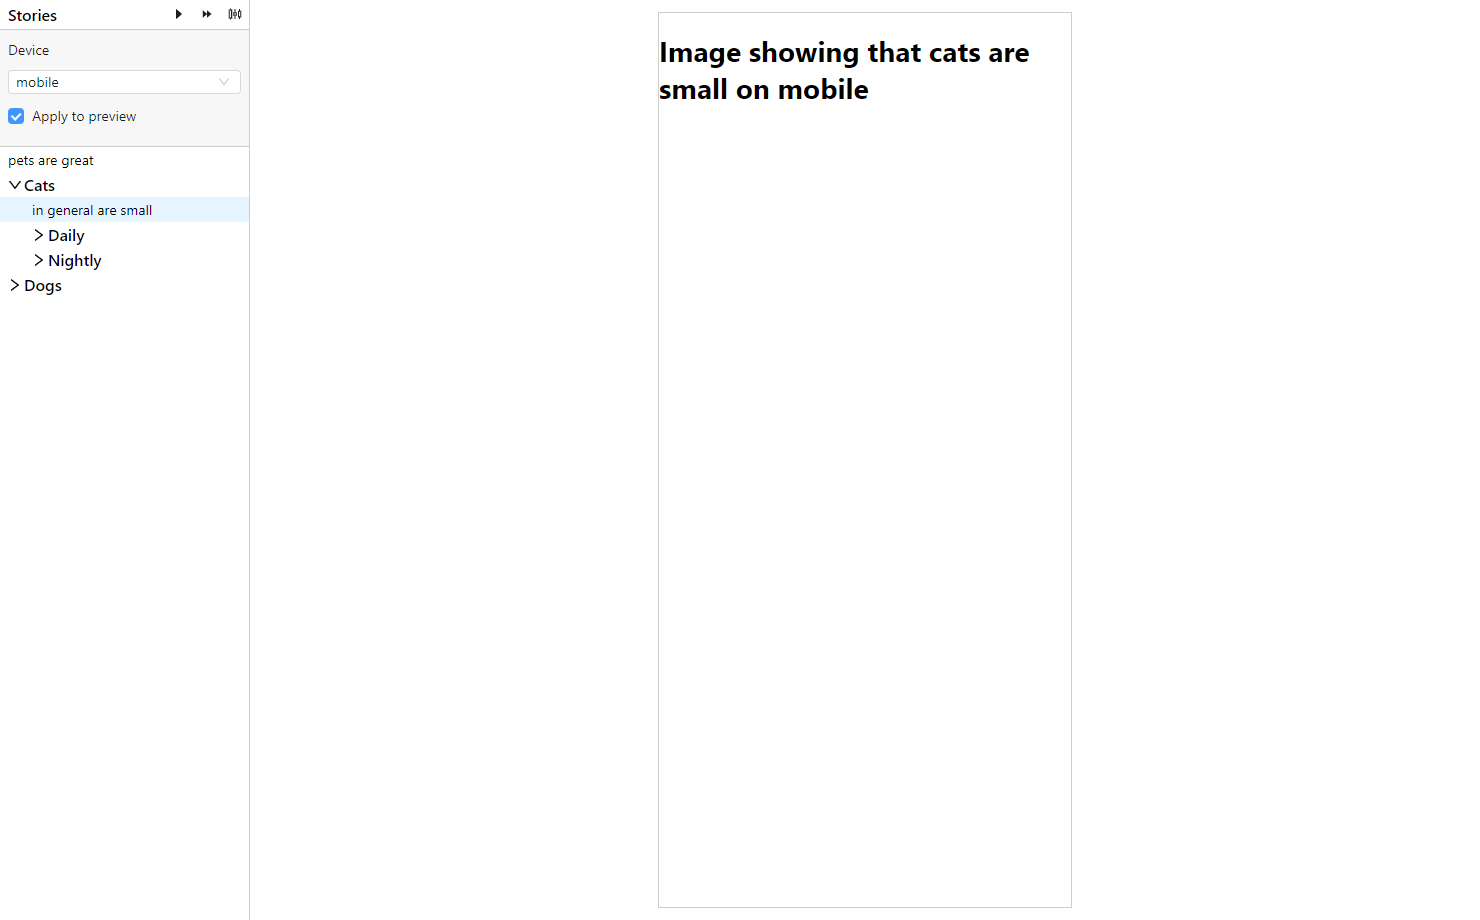 Stories
Device
mobile
Apply to preview
pets are great
Cats
in general are small
Daily
Nightly
Dogs
Image showing that cats are
small on mobile